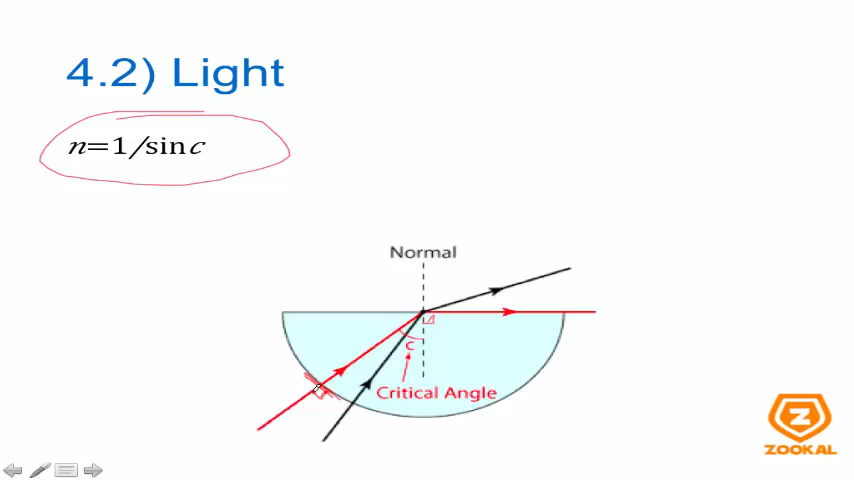 4.2) Light
n=1/sin c
Normal
c
Critical Angle
Z
ZOOKAL